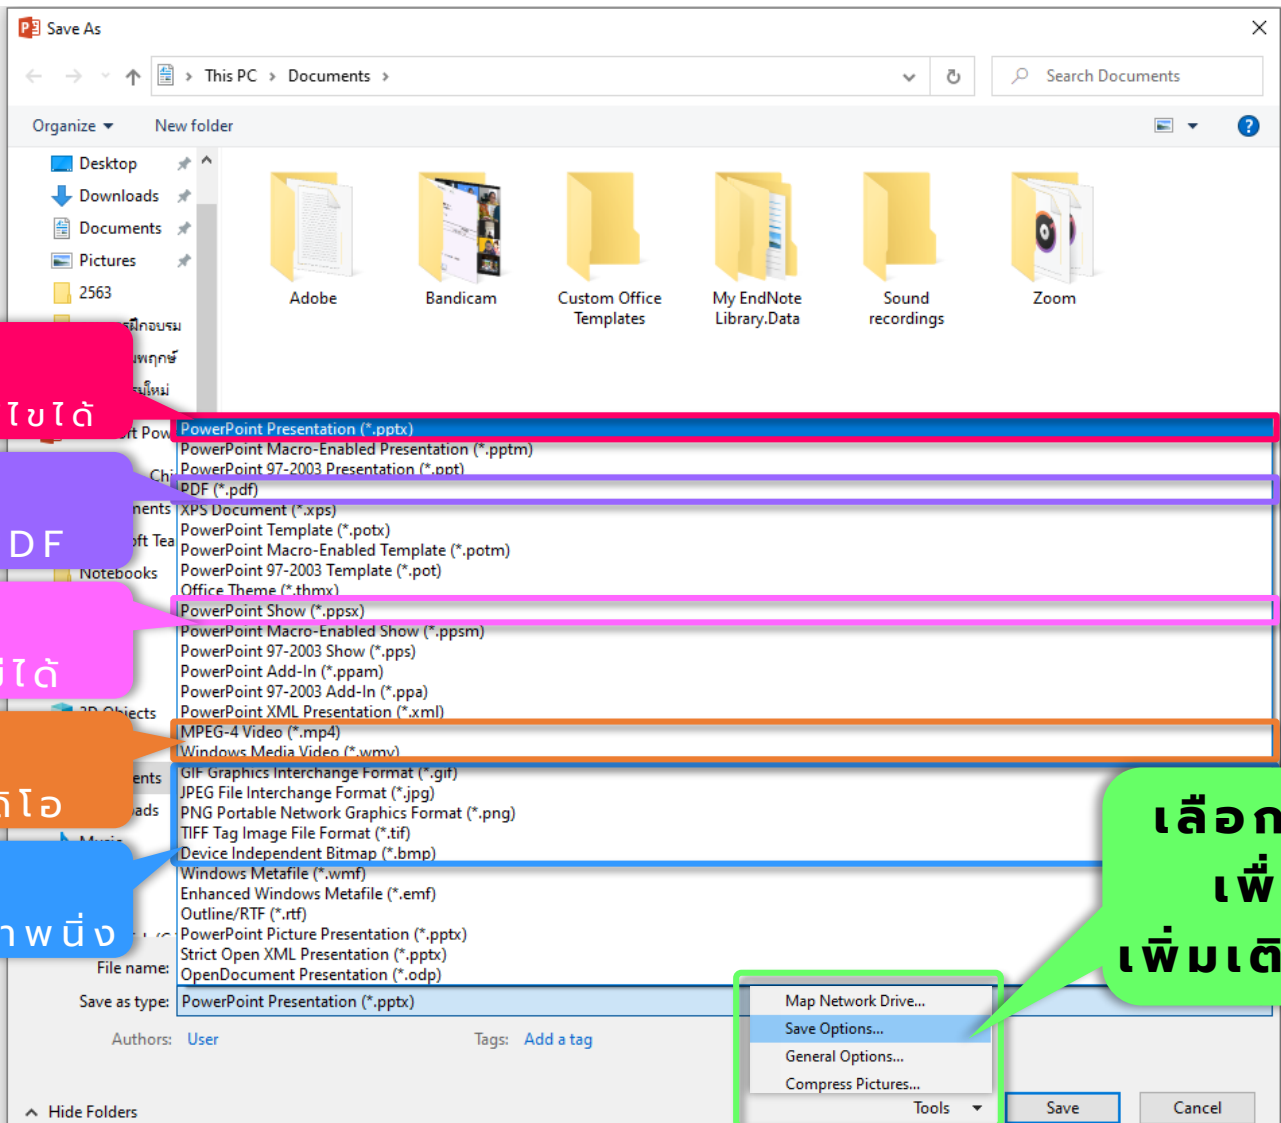 Save As
This PC > Documents >
Search Documents
Organize
New folder
Desktop
Downloads
Documents
Pictures
2563
Adobe
Bandicam
Custom Office
Templates
My EndNote
Library.Data
Sound
recordings
Zoom
ไขได้
PowerPoint Presentation (*.pptx)
PowerPoint Macro-Enabled Presentation (*.pptm)
PowerPoint 97-2003 Presentation (*.ppt)
PDF (*.pdf)
XPS Document (*.xps)
PowerPoint Template (*.potx)
DF
PowerPoint Macro-Enabled Template (*.potm)
Notebooks
PowerPoint 97-2003 Template (*.pot)
Office Theme (*.thmx)
PowerPoint Show (*.ppsx)
PowerPoint Macro-Enabled Show (*.ppsm)
PowerPoint 97-2003 Show (*.pps)
PowerPoint Add-In (*.ppam)
PowerPoint 97-2003 Add-In (*.ppa)
3D Objects
PowerPoint XML Presentation (*.xml)
MPEG-4 Video (*.mp4)
Windows Media Video (*.wmv)
GIF Graphics Interchange Format (*.gif)
JPEG File Interchange Format (*.jpg)
PNG Portable Network Graphics Format (*.png)
TIFF Tag Image File Format (*.tif)
Device Independent Bitmap (*.bmp)
Windows Metafile (*.wmf)
Enhanced Windows Metafile (*.emf)
Outline/RTF (*.rtf)
าพนิ่ง
PowerPoint Picture Presentation (*.pptx)
Strict Open XML Presentation (*.pptx)
OpenDocument Presentation (*.odp)
เลือก
เพื่
เพิ่มเติ
File name:
Save as type: PowerPoint Presentation (*.pptx)
Authors: User
Tags: Add a tag
Map Network Drive...
Save Options...
General Options...
Compress Pictures...
Hide Folders
Tools
Save
Cancel